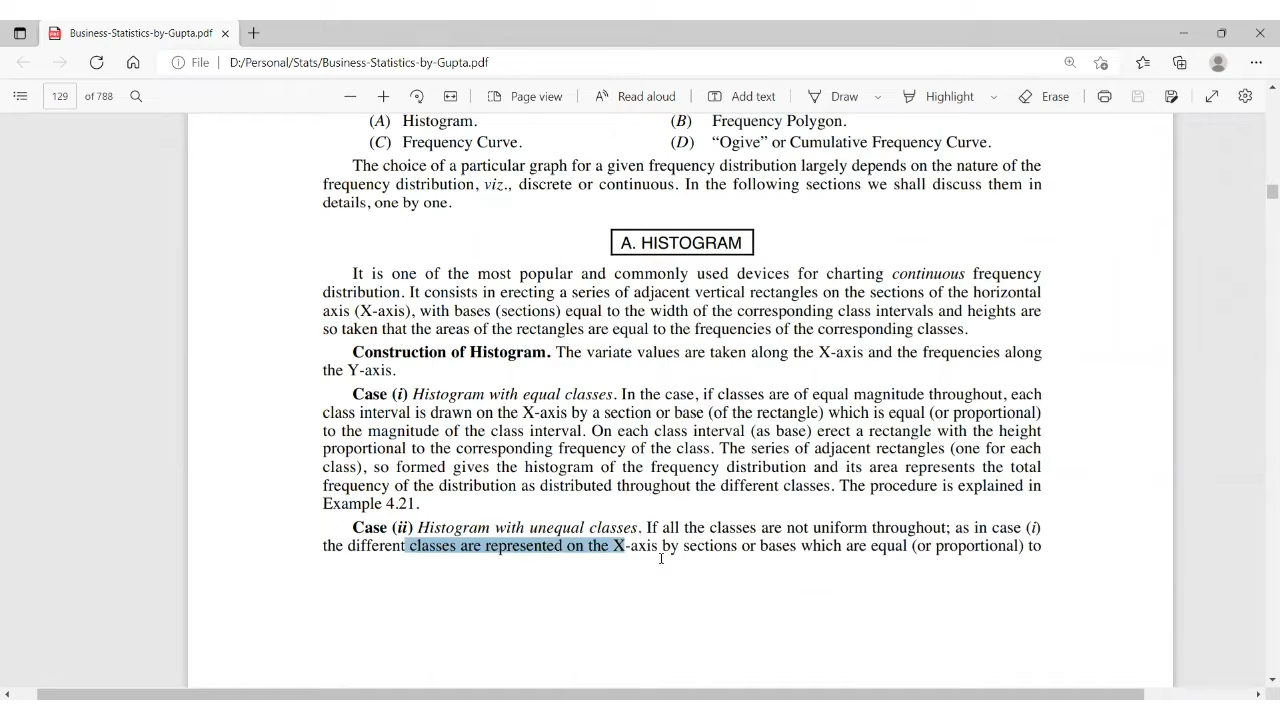 Business-Statistics-by-Gupta.pdf
File | D:/Personal/Stats/Business-Statistics-by-Gupta.pdf
129 of 788 Page view Read aloud Add text Draw Highlight Erase
(A) Histogram. (B) Frequency Polygon.
(C) Frequency Curve. (D) “Ogive” or Cumulative Frequency Curve.
The choice of a particular graph for a given frequency distribution largely depends on the nature of the
frequency distribution, viz., discrete or continuous. In the following sections we shall discuss them in
details, one by one.
A. HISTOGRAM
It is one of the most popular and commonly used devices for charting continuous frequency
distribution. It consists in erecting a series of adjacent vertical rectangles on the sections of the horizontal
axis (X-axis), with bases (sections) equal to the width of the corresponding class intervals and heights are
so taken that the areas of the rectangles are equal to the frequencies of the corresponding classes.
Construction of Histogram. The variate values are taken along the X-axis and the frequencies along
the Y-axis.
Case (i) Histogram with equal classes. In the case, if classes are of equal magnitude throughout, each
class interval is drawn on the X-axis by a section or base (of the rectangle) which is equal (or proportional)
to the magnitude of the class interval. On each class interval (as base) erect a rectangle with the height
proportional to the corresponding frequency of the class. The series of adjacent rectangles (one for each
class), so formed gives the histogram of the frequency distribution and its area represents the total
frequency of the distribution as distributed throughout the different classes. The procedure is explained in
Example 4.21.
Case (ii) Histogram with unequal classes. If all the classes are not uniform throughout; as in case (i)
the different classes are represented on the X-axis by sections or bases which are equal (or proportional) to